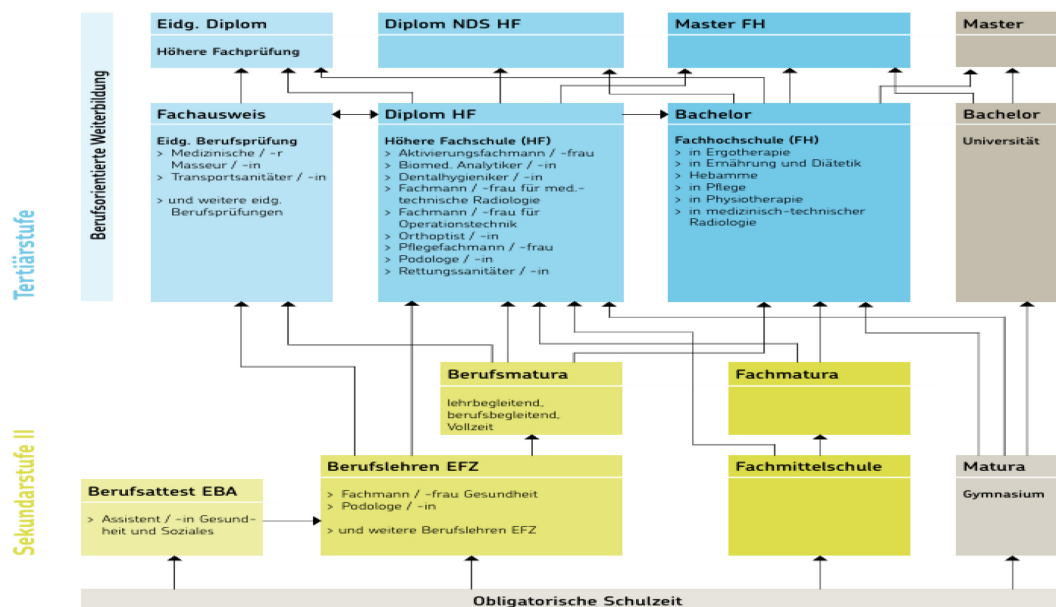 Eidg. Diplom
Höhere Fachprüfung
Diplom NDS HF
Master FH
Master
Berufsorientierte Weiterbildung
Tertiärstufe
Fachausweis
Eidg. Berufsprüfung
> Medizinische / -r
Masseur / -in
> Transportsanitäter / -in
> und weitere eidg.
Berufsprüfungen
Diplom HF
Höhere Fachschule (HF)
> Aktivierungsfachmann / -frau
> Biomed. Analytiker / -in
> Dentalhygieniker / -in
> Fachmann / -frau für med.-
technische Radiologie
> Fachmann / -frau für
Operationstechnik
> Orthoptist / -in
> Pflegefachmann / -frau
> Podologe / -in
> Rettungssanitäter / -in
Bachelor
Fachhochschule (FH)
> in Ergotherapie
> in Ernährung und Diätetik
> Hebamme
> in Pflege
> in Physiotherapie
> in medizinisch-technischer
Radiologie
Bachelor
Universität
Sekundarstufe II
Berufsmatura
lehrbegleitend,
berufsbegleitend,
Vollzeit
Fachmatura
Berufsattest EBA
> Assistent / -in Gesund-
heit und Soziales
Berufslehren EFZ
> Fachmann / -frau Gesundheit
> Podologe / -in
> und weitere Berufslehren EFZ
Fachmittelschule
Matura
Gymnasium
Obligatorische Schulzeit